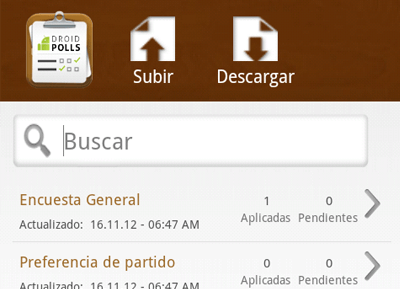 DROID
POLLS
Subir Descargar
Buscar
Encuesta General 1 0
Actualizado: 16.11.12 - 06:47 AM Aplicadas Pendientes
Preferencia de partido 0 0
Actualizado: 16.11.12 - 06:47 AM Aplicadas Pendientes